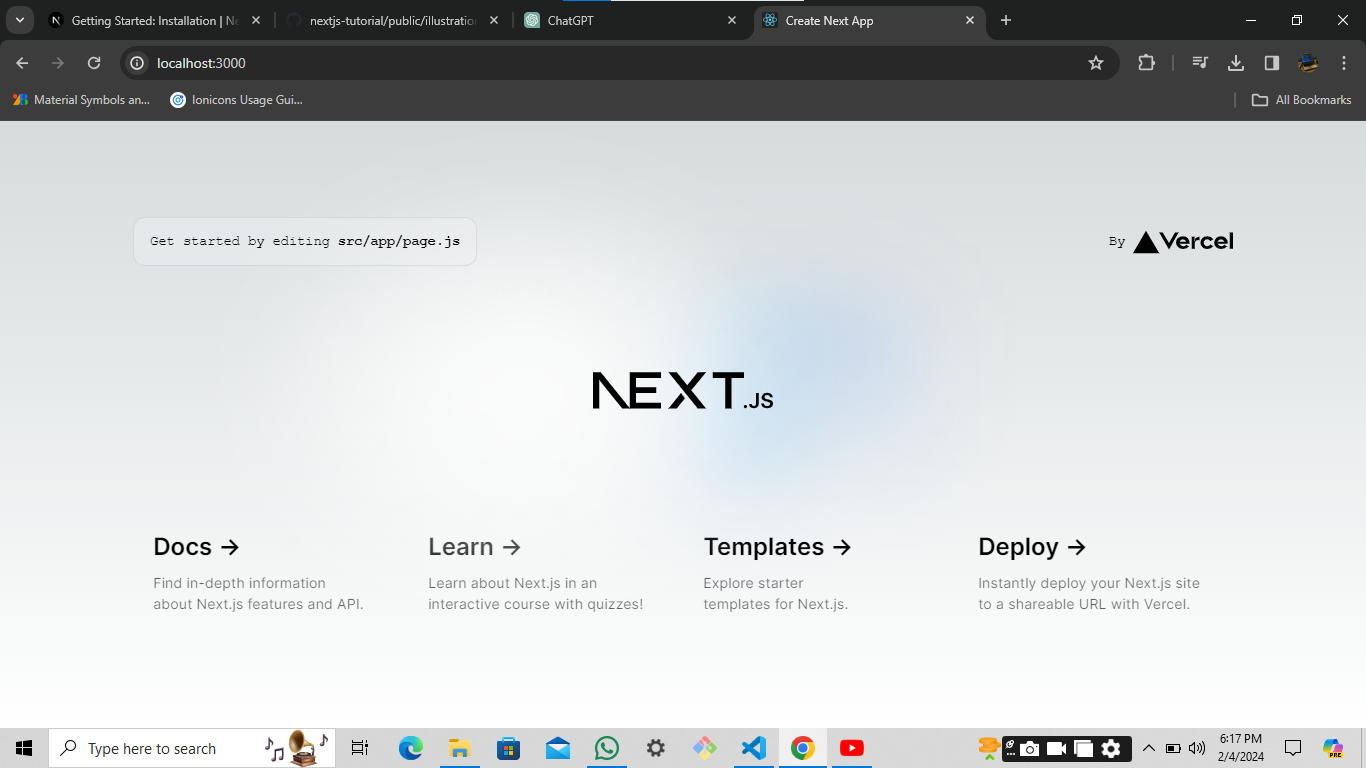 Getting Started: Installation | Ne
nextjs-tutorial/public/illustration
ChatGPT
Create Next App
localhost:3000
Material Symbols an...
Ionicons Usage Gui...
All Bookmarks
Get started by editing src/app/page.js
By Vercel
NEXT.JS
Docs →
Find in-depth information
about Next.js features and API.
Learn →
Learn about Next.js in an
interactive course with quizzes!
Templates →
Explore starter
templates for Next.js.
Deploy →
Instantly deploy your Next.js site
to a shareable URL with Vercel.
Type here to search
6:17 PM
2/4/2024
PRE